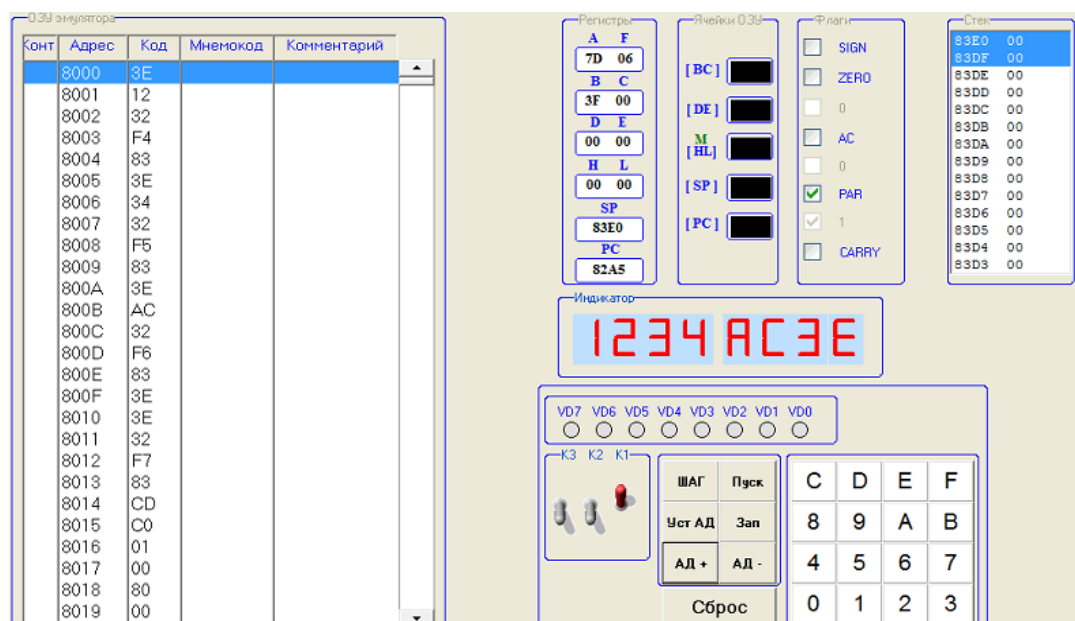 ОЗУ эмулятора
Конт Адрес Код Мнемокод Комментарий
8000 3E
8001 12
8002 32
8003 F4
8004 83
8005 3E
8006 34
8007 32
8008 F5
8009 83
800A 3E
800B AC
800C 32
800D F6
800E 83
800F 3E
8010 3E
8011 32
8012 F7
8013 83
8014 CD
8015 C0
8016 01
8017 00
8018 80
8019 00
Регистры
A F
7D 06
B C
3F 00
D E
00 00
H L
00 00
SP
83E0
PC
82A5
Ячейки ОЗУ
[ BC ]
[ DE ]
M
[ HL ]
[ SP ]
[ PC ]
Флаги
SIGN
ZERO
0
AC
0
PAR
1
CARRY
Стек
83E0 00
83DF 00
83DE 00
83DD 00
83DC 00
83DB 00
83DA 00
83D9 00
83D8 00
83D7 00
83D6 00
83D5 00
83D4 00
83D3 00
Индикатор
1234 AC3E
VD7 VD6 VD5 VD4 VD3 VD2 VD1 VD0
K3 K2 K1
ШАГ Пуск
Уст АД Зап
АД + АД -
Сброс
C D E F
8 9 A B
4 5 6 7
0 1 2 3